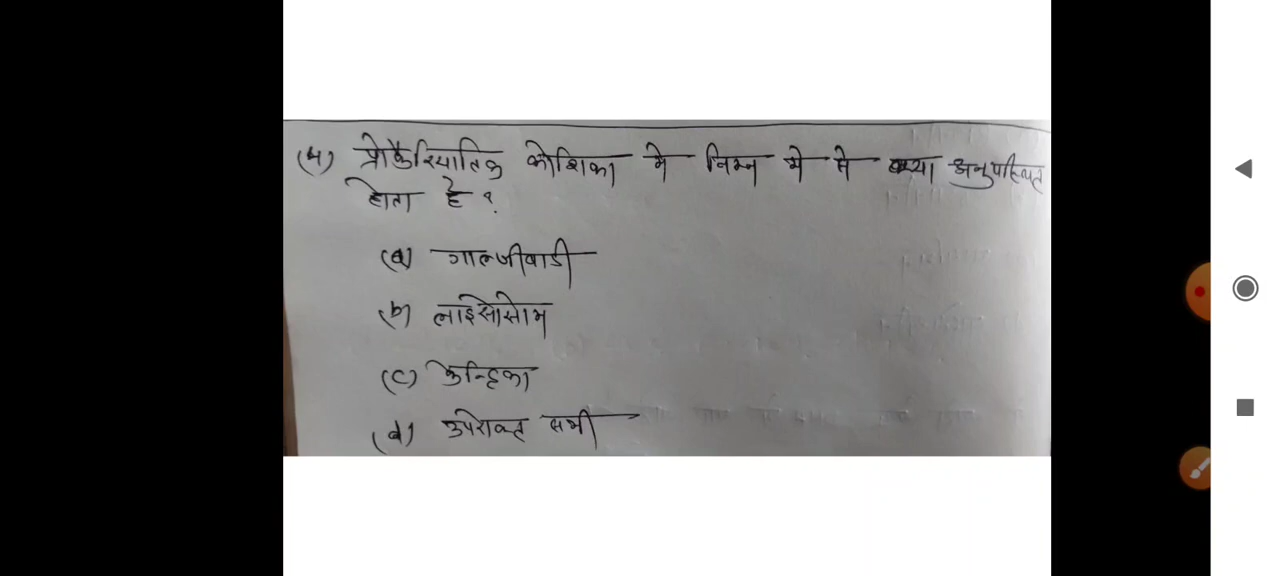 (4) प्रोकैरियातिक कोशिका मे निम्न मे से क्या अनुपस्थित
होता है ?
(a) गाल्जीवाडी
(b) लाइसोसोम
(c) केन्द्रिका
(d) उपरोक्त सभी